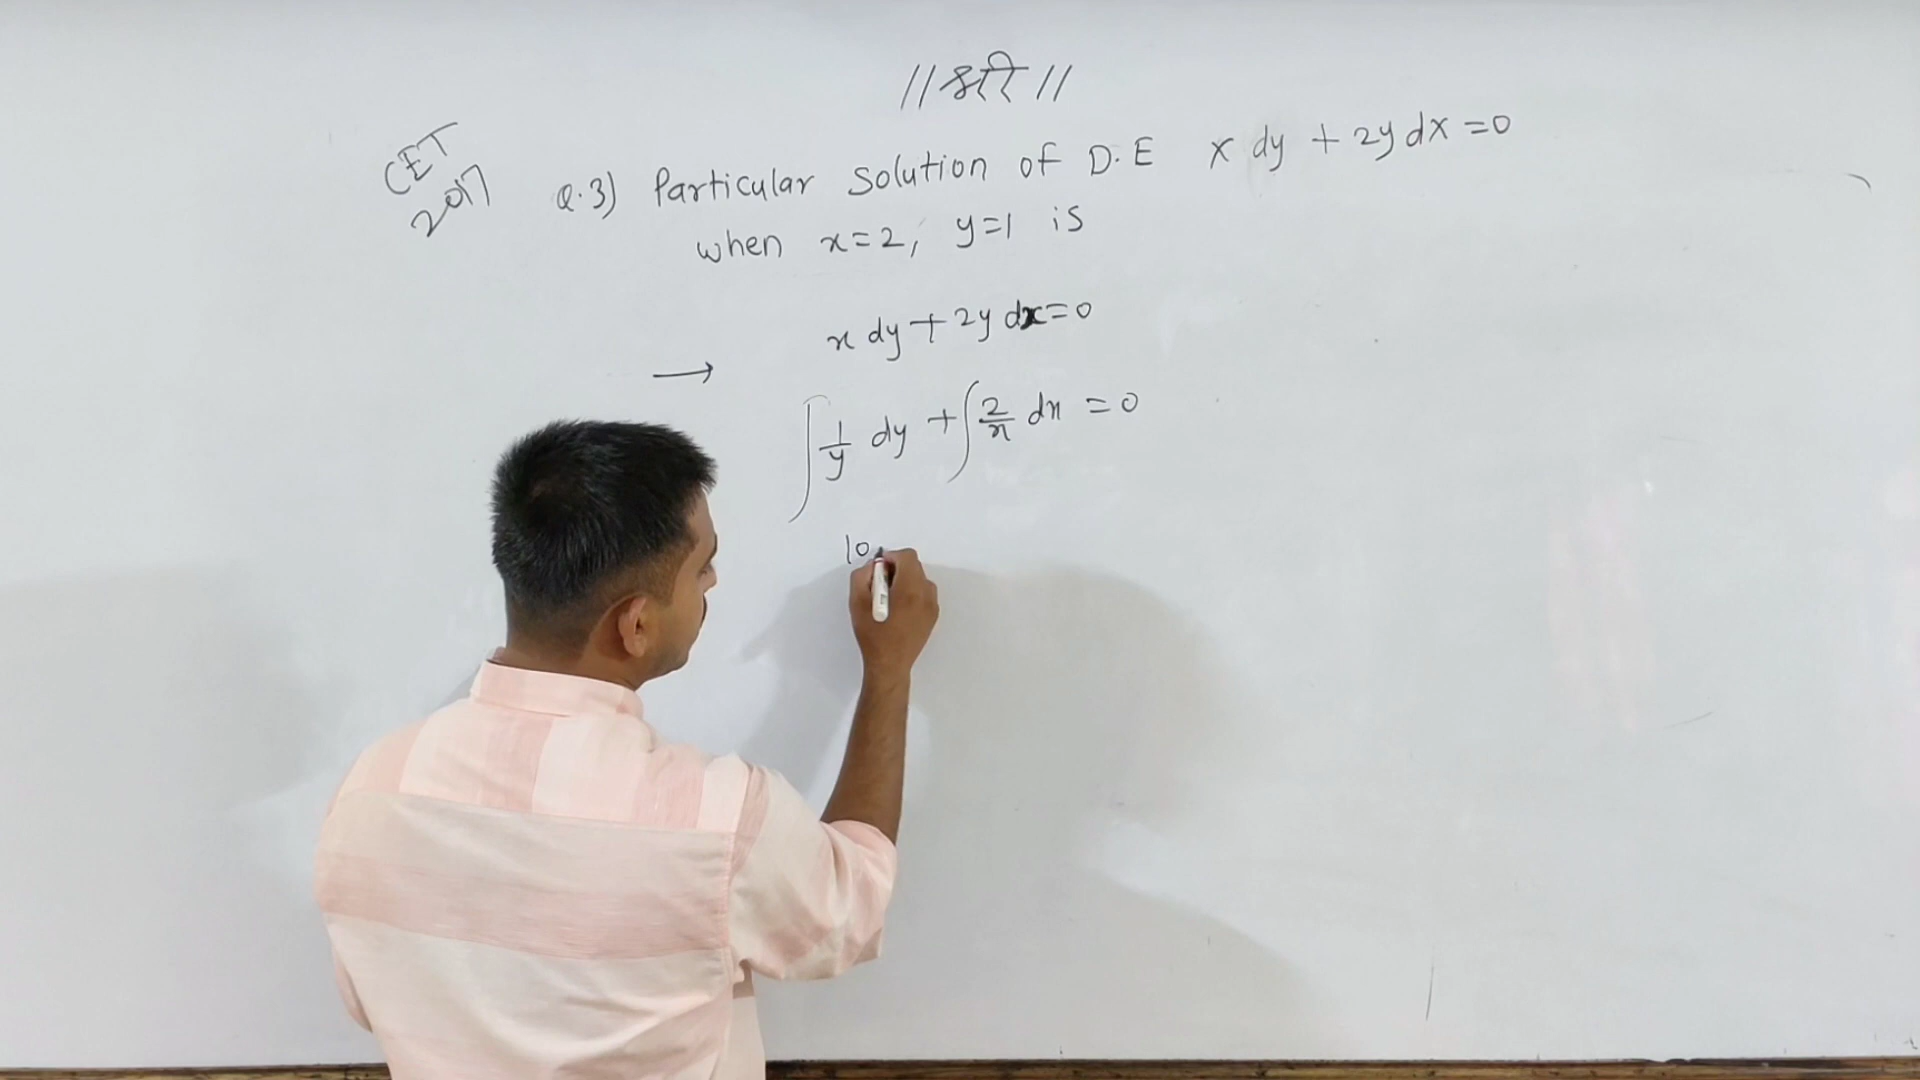 //श्री//
CET
2017
Q.3) Particular Solution of D.E x dy + 2y dx = 0
when x=2, y=1 is
x dy + 2y dx = 0
→
∫ 1/y dy + ∫ 2/x dx = 0
lo